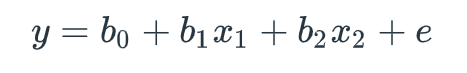 y = b₀ + b₁x₁ + b₂x₂ + e